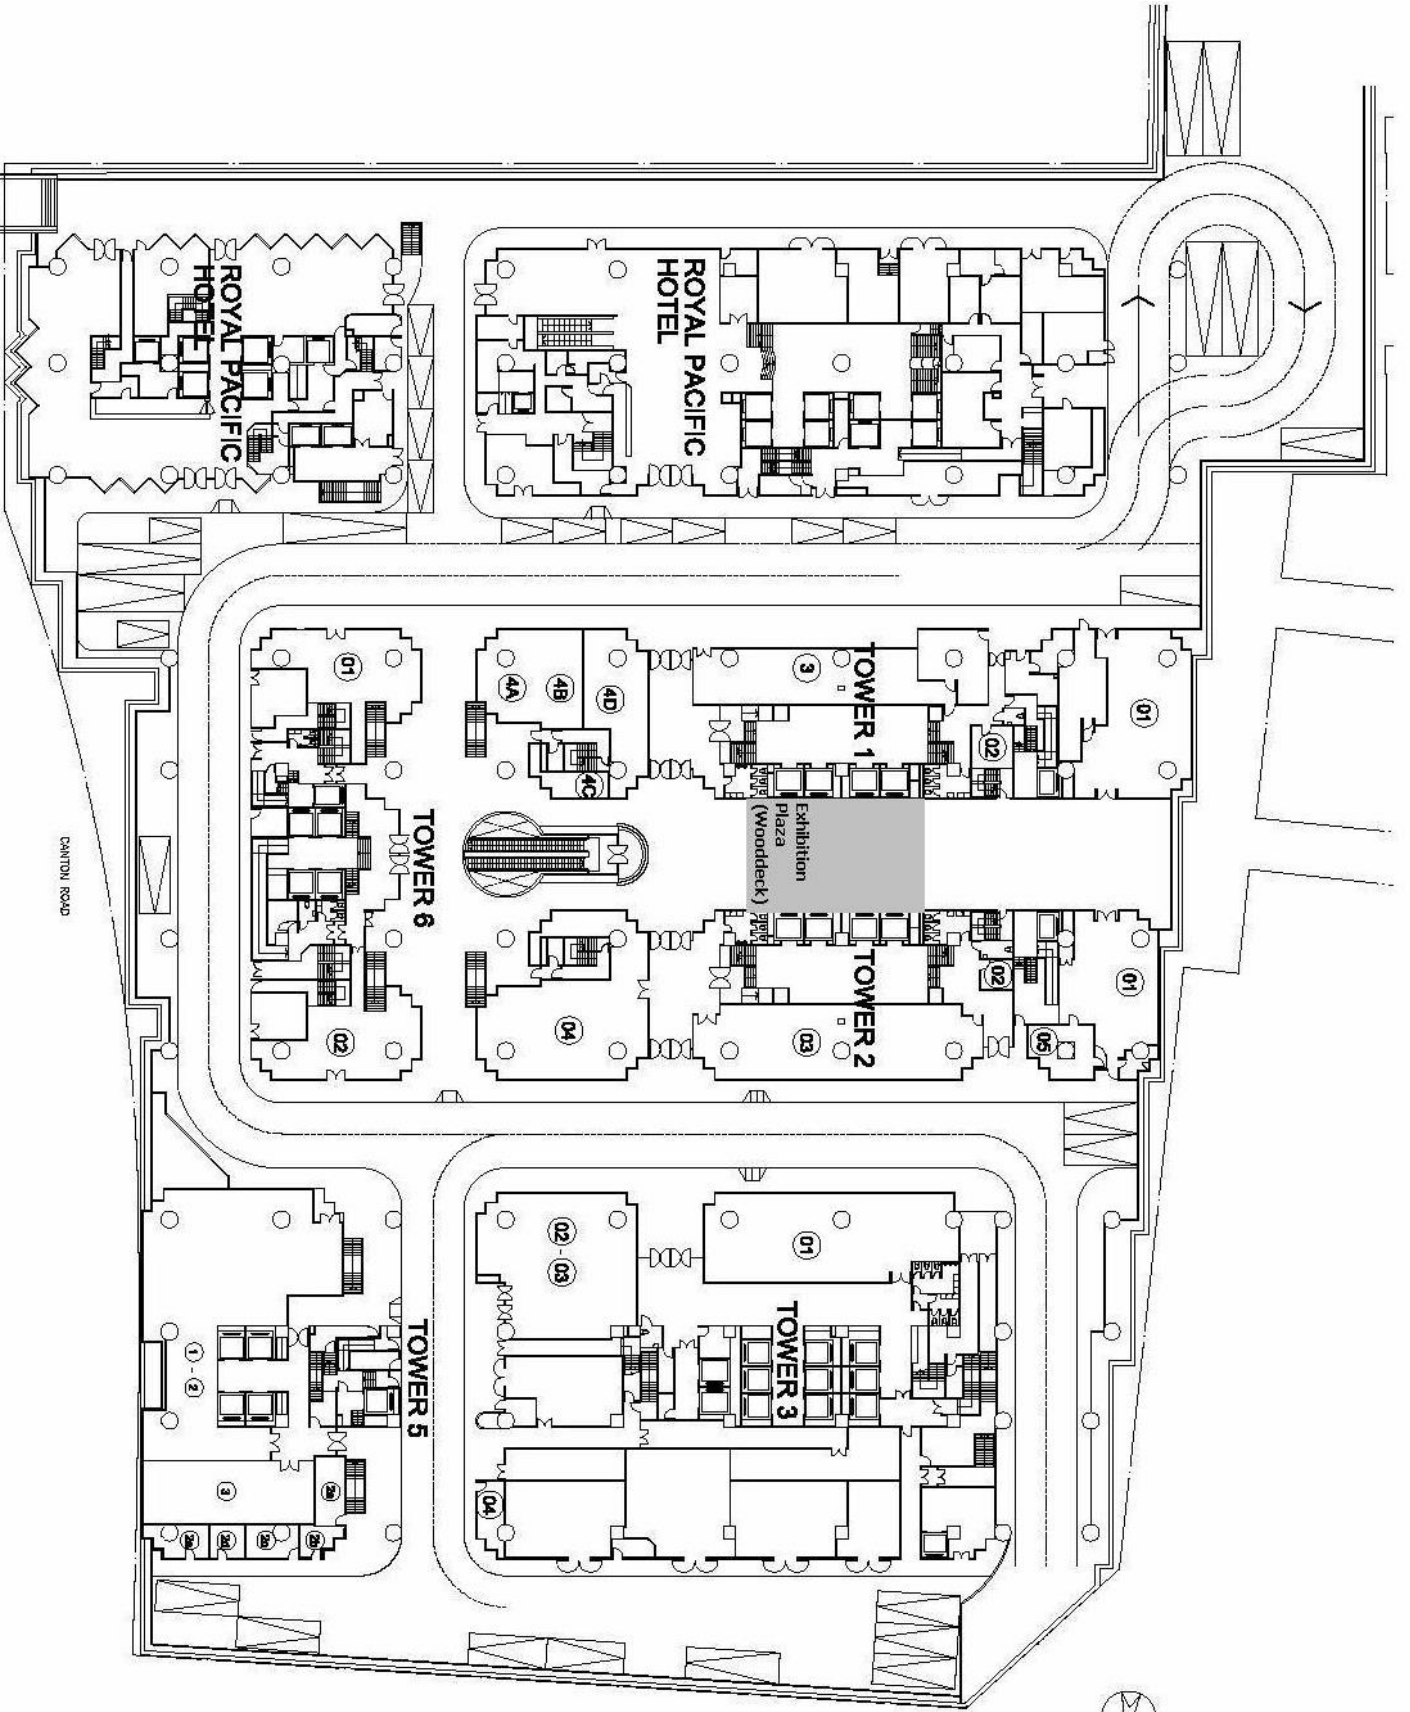 ROYAL PACIFIC
HOTEL
ROYAL PACIFIC
HOTEL
01
02
3
TOWER 1
4D
4B
4A
4C
01
Exhibition
Plaza
(Wooddeck)
TOWER 6
01
02
05
TOWER 2
03
04
02
01
02 - 03
TOWER 3
04
TOWER 5
1 - 2
3
2b
2d
CANTON ROAD